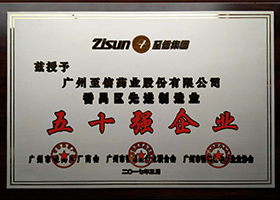 Zisun 至信集团
兹授予
广州至信药业股份有限公司
番禺区先进制造业
五十强企业
二〇一七年三月